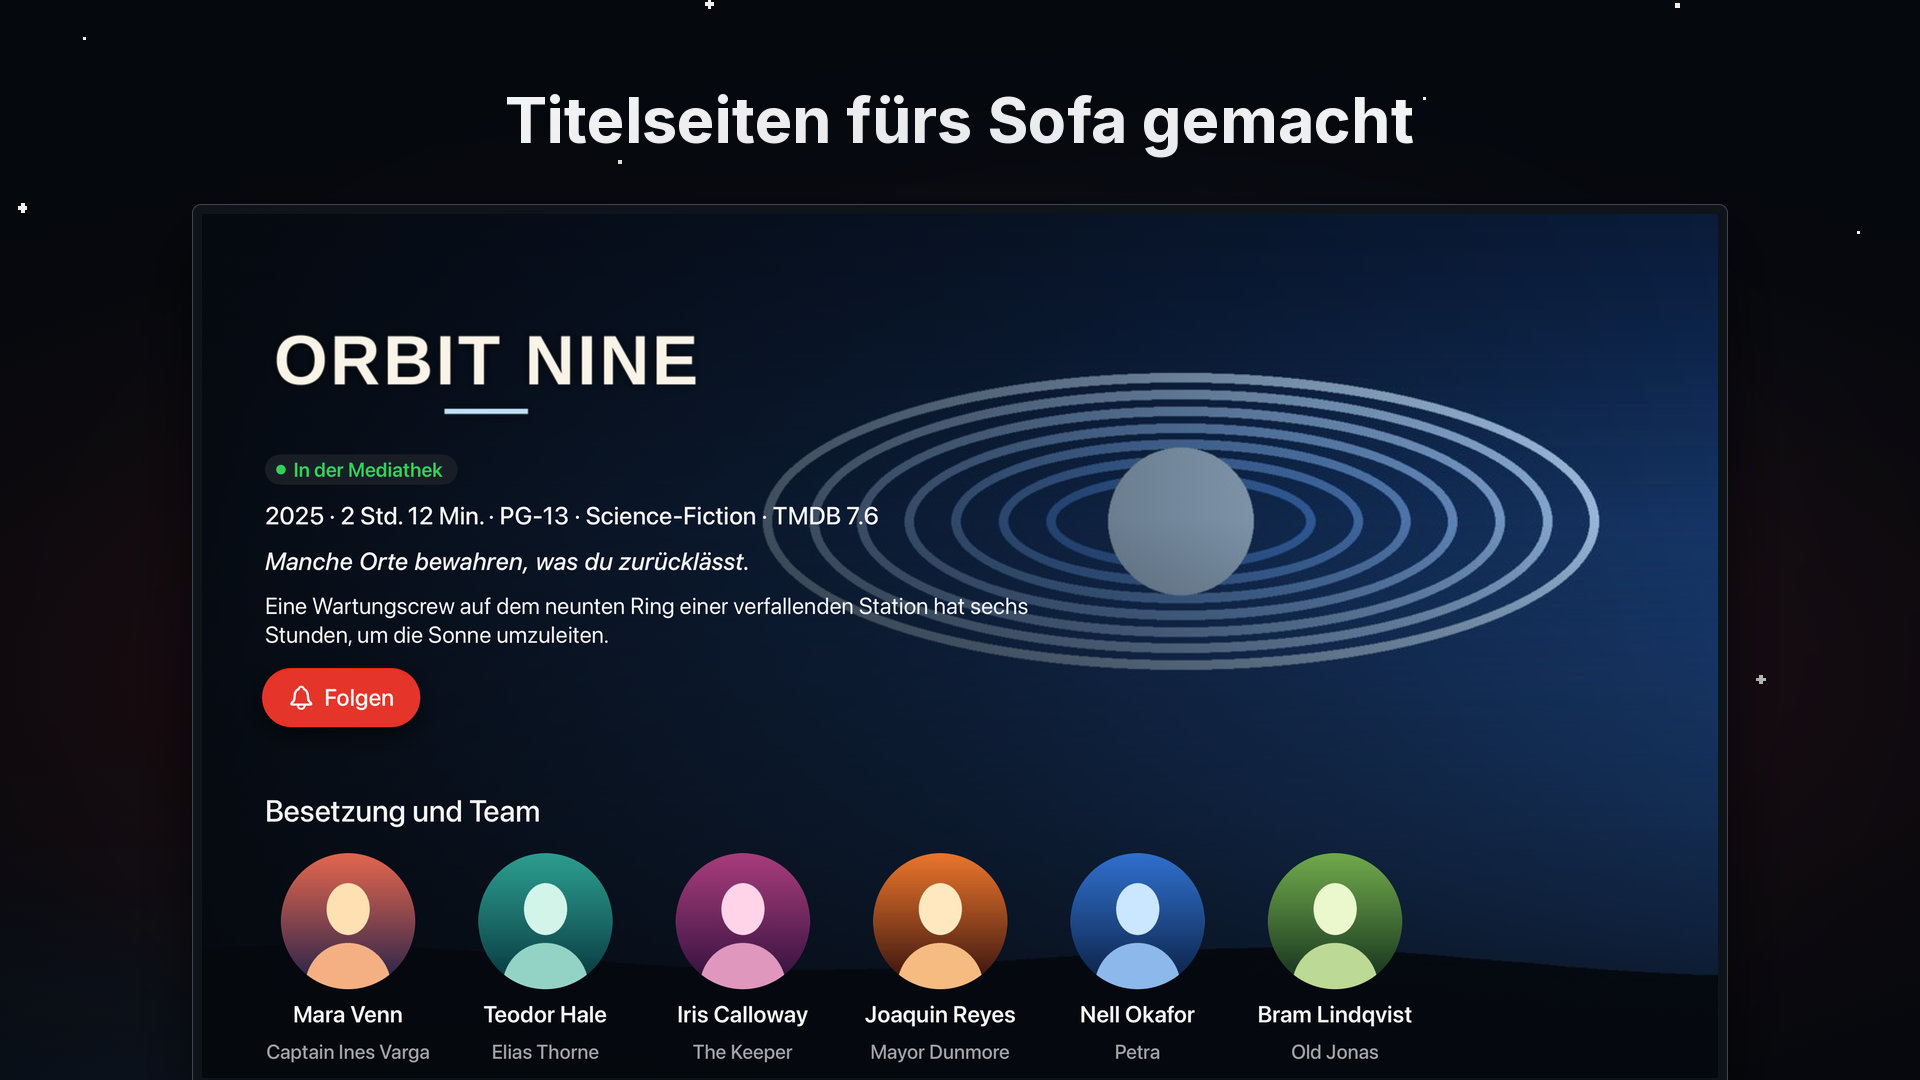 Titelseiten fürs Sofa gemacht
ORBIT NINE
In der Mediathek
2025 · 2 Std. 12 Min. · PG-13 · Science-Fiction · TMDB 7.6
Manche Orte bewahren, was du zurücklässt.
Eine Wartungscrew auf dem neunten Ring einer verfallenden Station hat sechs
Stunden, um die Sonne umzuleiten.
Folgen
Besetzung und Team
Mara Venn Teodor Hale Iris Calloway Joaquin Reyes Nell Okafor Bram Lindqvist
Captain Ines Varga Elias Thorne The Keeper Mayor Dunmore Petra Old Jonas